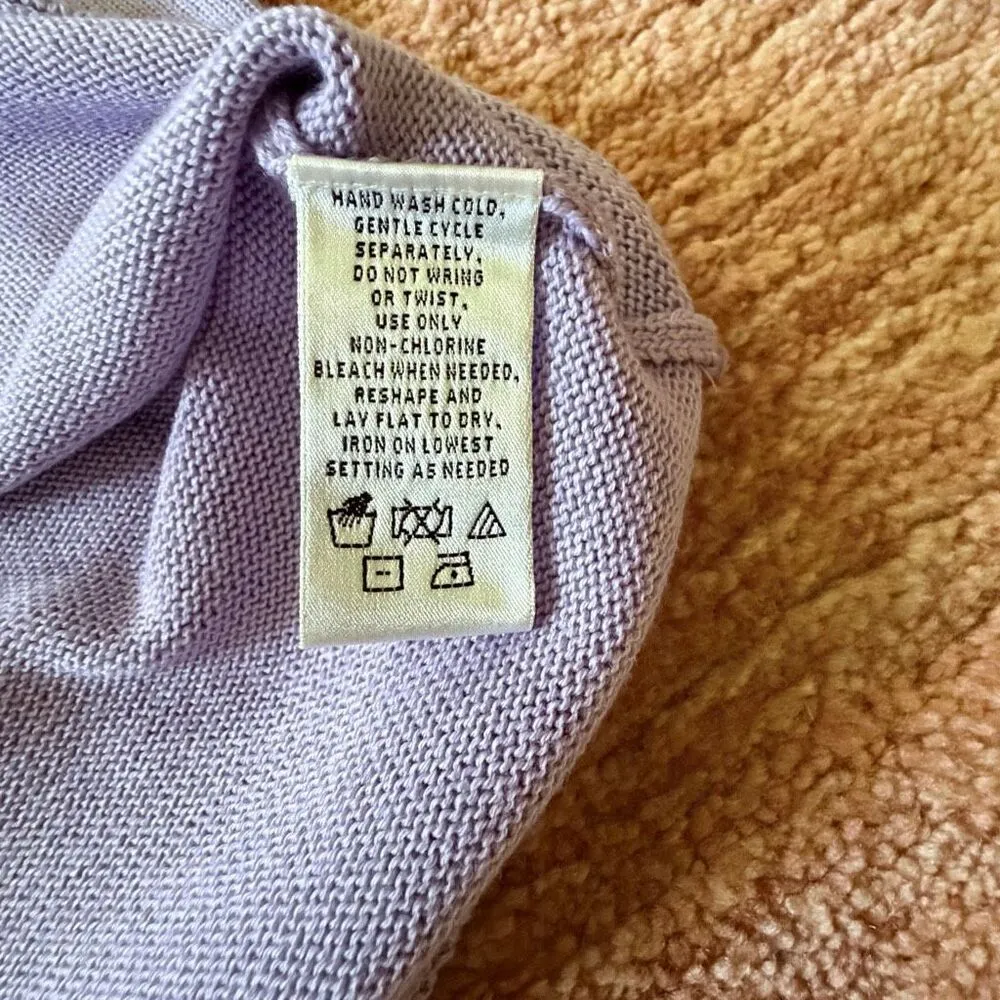 HAND WASH COLD,
GENTLE CYCLE
SEPARATELY,
DO NOT WRING
OR TWIST,
USE ONLY
NON-CHLORINE
BLEACH WHEN NEEDED,
RESHAPE AND
LAY FLAT TO DRY,
IRON ON LOWEST
SETTING AS NEEDED